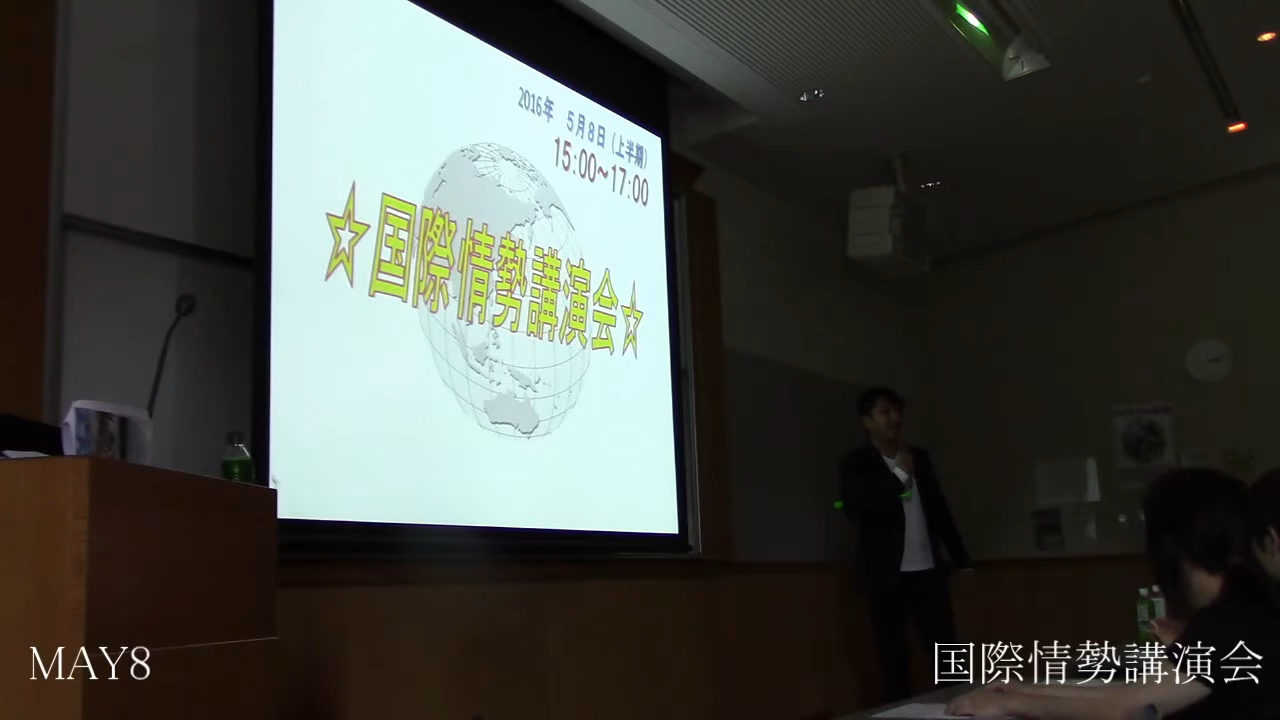 2016年 5月8日（上半期）
15:00~17:00
☆国際情勢講演会☆
MAY8
国際情勢講演会